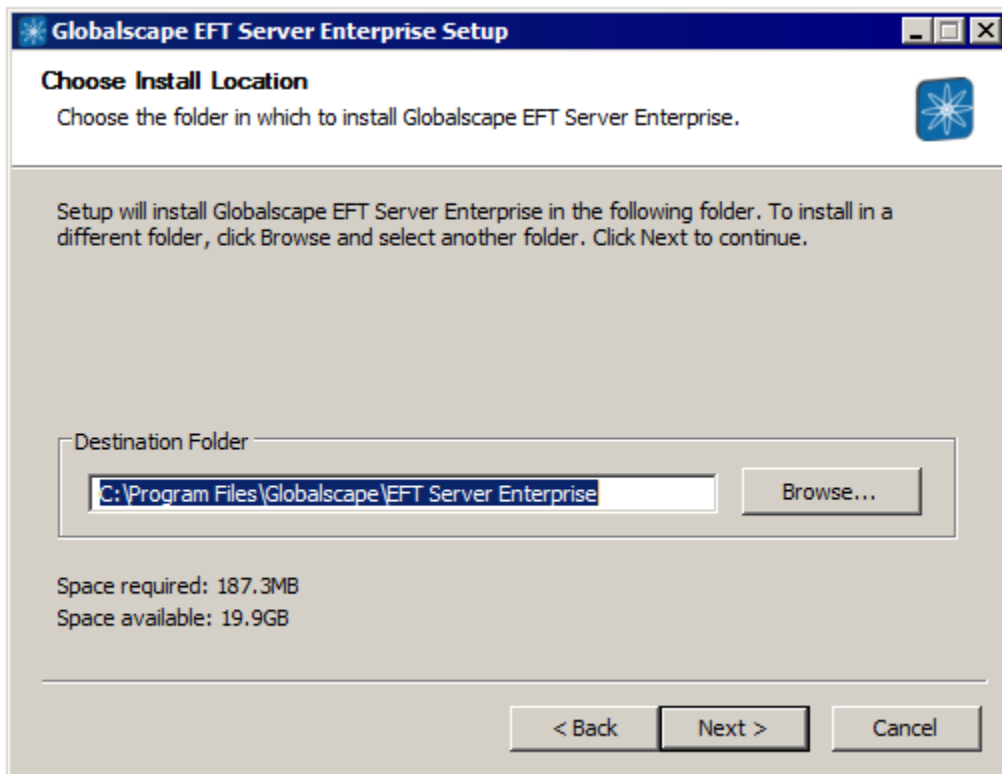 Globalscape EFT Server Enterprise Setup
Choose Install Location
Choose the folder in which to install Globalscape EFT Server Enterprise.
Setup will install Globalscape EFT Server Enterprise in the following folder. To install in a
different folder, click Browse and select another folder. Click Next to continue.
Destination Folder
C:\Program Files\Globalscape\EFT Server Enterprise
Browse...
Space required: 187.3MB
Space available: 19.9GB
< Back
Next >
Cancel